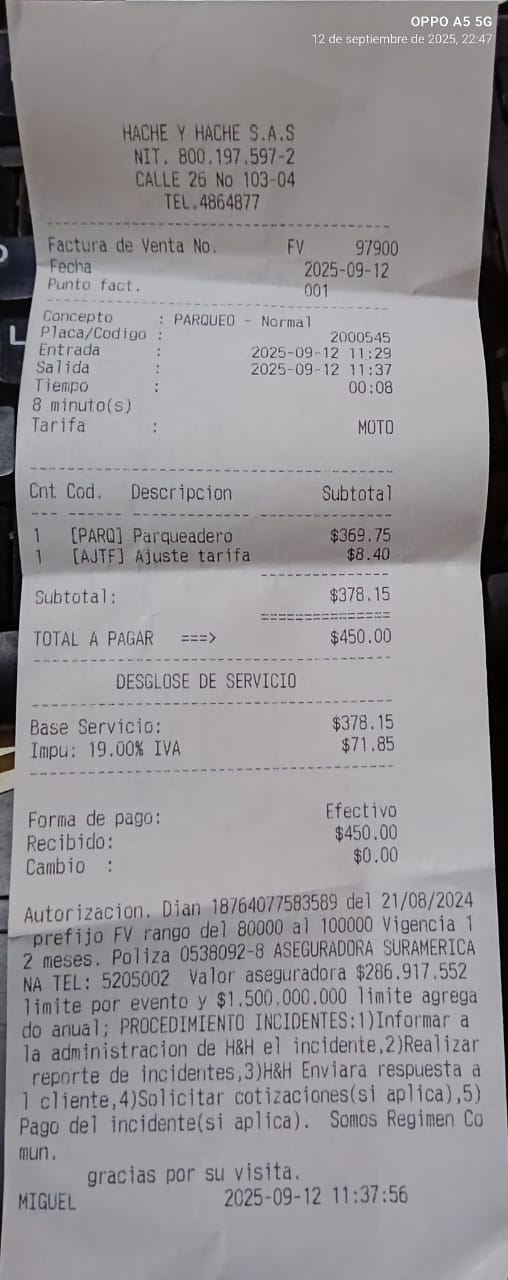 OPPO A5 5G
12 de septiembre de 2025, 22:47
HACHE Y HACHE S.A.S
NIT. 800.197.597-2
CALLE 26 No 103-04
TEL.4864877
Factura de Venta No. FV 97900
Fecha 2025-09-12
Punto fact. 001
Concepto : PARQUEO - Normal
Placa/Codigo : 2000545
Entrada : 2025-09-12 11:29
Salida : 2025-09-12 11:37
Tiempo : 00:08
8 minuto(s)
Tarifa : MOTO
Cnt Cod. Descripcion Subtotal
1 [PARQ] Parqueadero $369.75
1 [AJTF] Ajuste tarifa $8.40
Subtotal: $378.15
TOTAL A PAGAR ===> $450.00
DESGLOSE DE SERVICIO
Base Servicio: $378.15
Impu: 19.00% IVA $71.85
Forma de pago: Efectivo
Recibido: $450.00
Cambio : $0.00
Autorizacion. Dian 18764077583589 del 21/08/2024
prefijo FV rango del 80000 al 100000 Vigencia 1
2 meses. Poliza 0538092-8 ASEGURADORA SURAMERICA
NA TEL: 5205002 Valor aseguradora $286.917.552
limite por evento y $1.500.000.000 limite agrega
do anual; PROCEDIMIENTO INCIDENTES:1)Informar a
la administracion de H&H el incidente,2)Realizar
reporte de incidentes,3)H&H Enviara respuesta a
l cliente,4)Solicitar cotizaciones(si aplica),5)
Pago del incidente(si aplica). Somos Regimen Co
mun.
gracias por su visita.
MIGUEL 2025-09-12 11:37:56